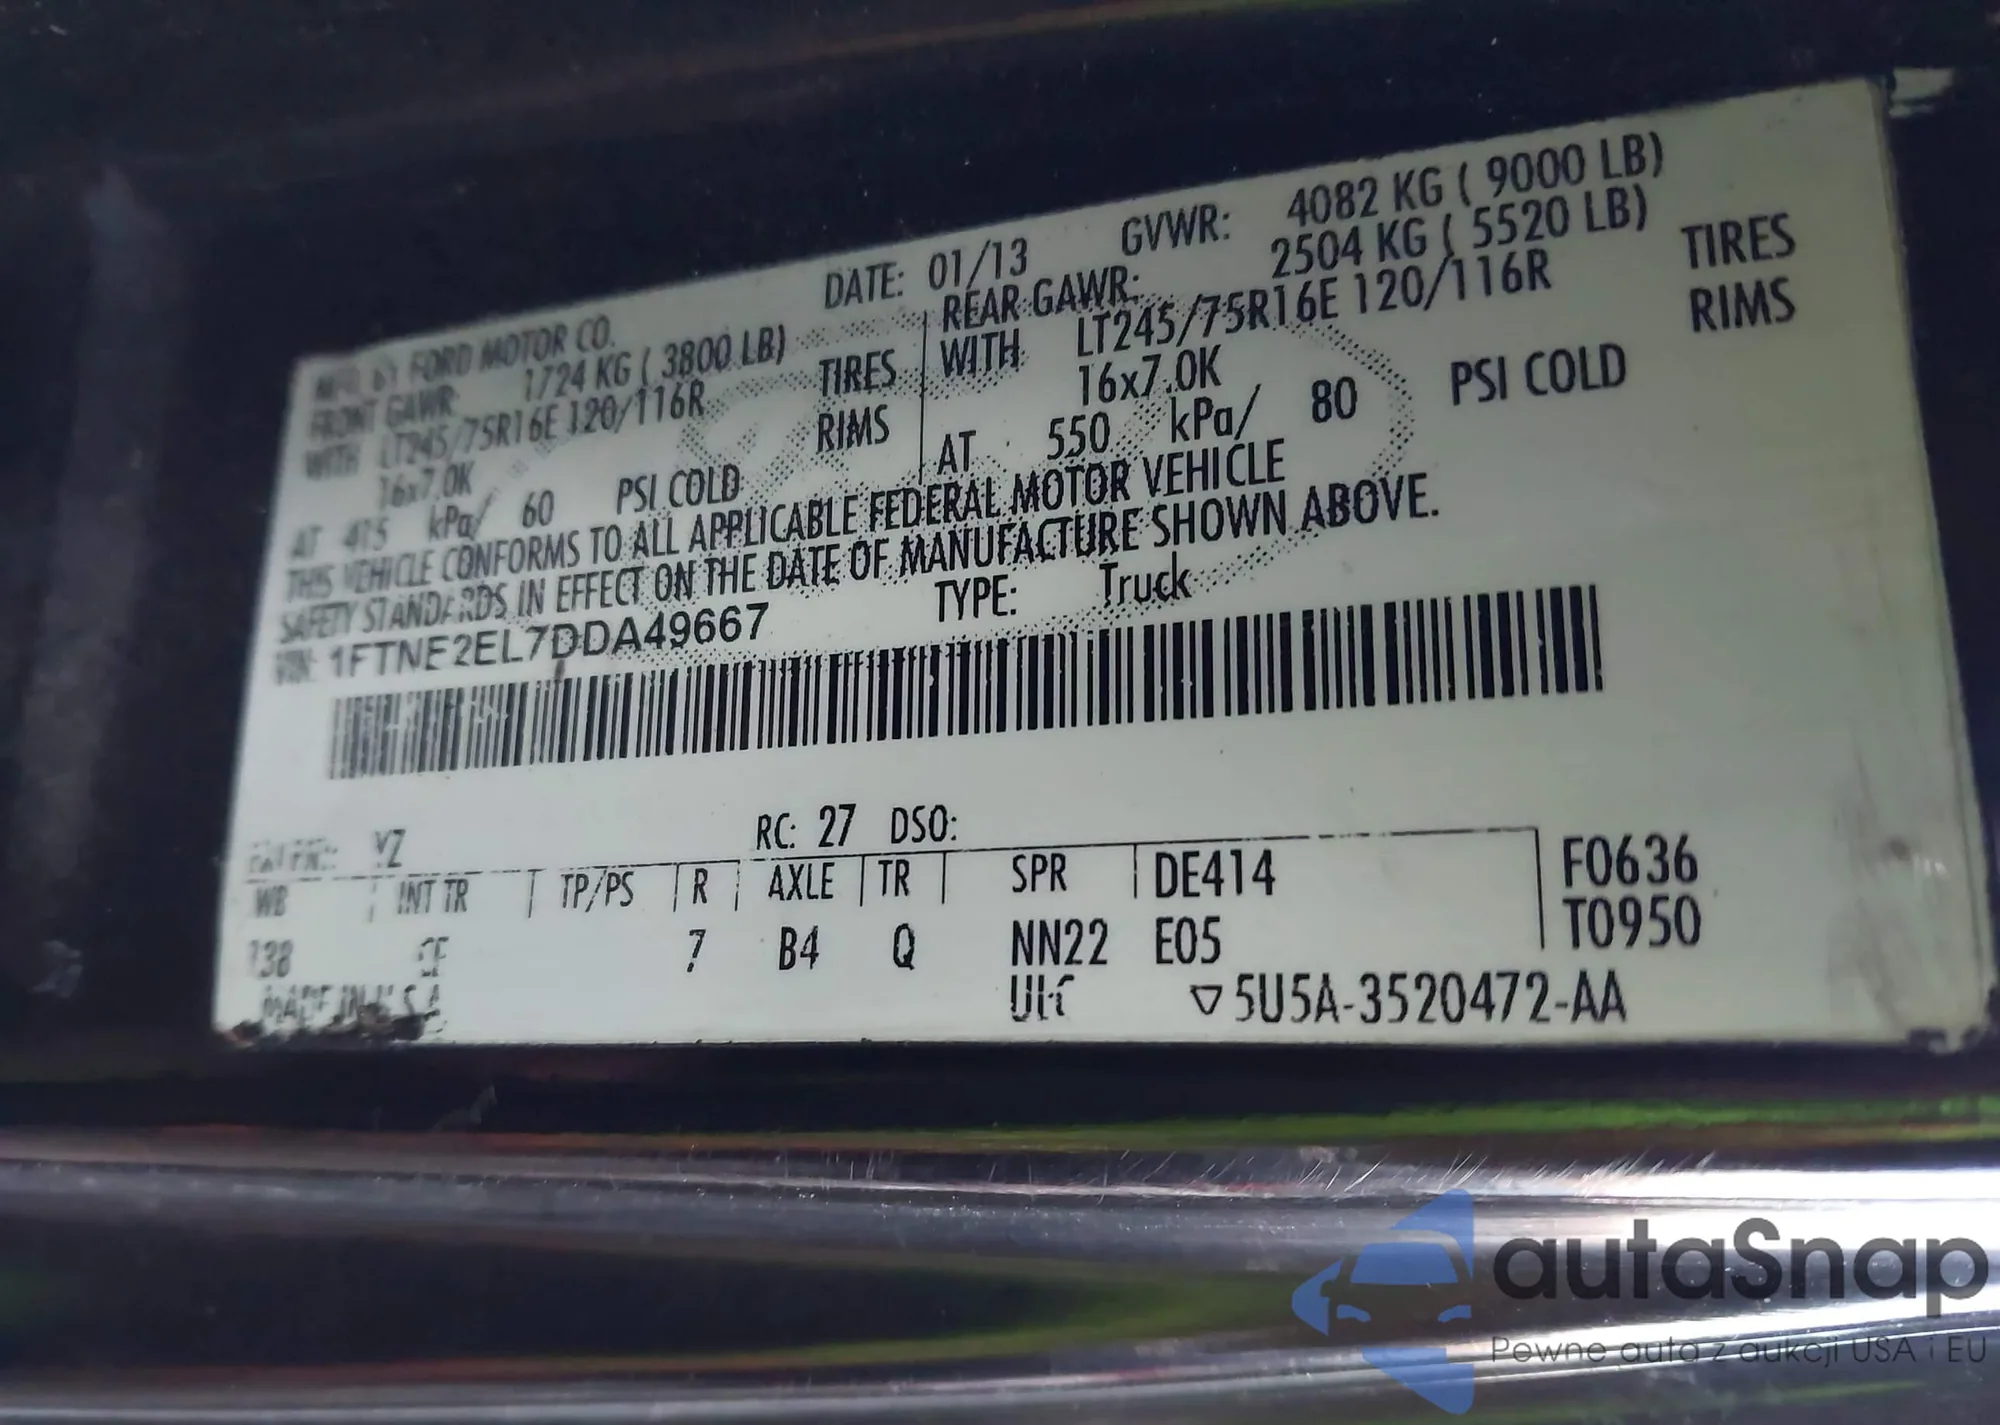 MFD. BY FORD MOTOR CO.
DATE: 01/13 GVWR: 4082 KG ( 9000 LB)
FRONT GAWR: 1724 KG ( 3800 LB) REAR GAWR: 2504 KG ( 5520 LB)
WITH LT245/75R16E 120/116R TIRES WITH LT245/75R16E 120/116R TIRES
16x7.0K RIMS 16x7.0K RIMS
AT 415 kPa/ 60 PSI COLD AT 550 kPa/ 80 PSI COLD
THIS VEHICLE CONFORMS TO ALL APPLICABLE FEDERAL MOTOR VEHICLE
SAFETY STANDARDS IN EFFECT ON THE DATE OF MANUFACTURE SHOWN ABOVE.
VIN: 1FTNE2EL7DDA49667 TYPE: Truck
YZ RC: 27 DSO:
WB INT TR TP/PS R AXLE TR SPR DE414 F0636
138 CE 7 B4 Q NN22 E05 T0950
MADE IN U.S.A. ▽5U5A-3520472-AA
autaSnap
Pewne auta z aukcji USA i EU